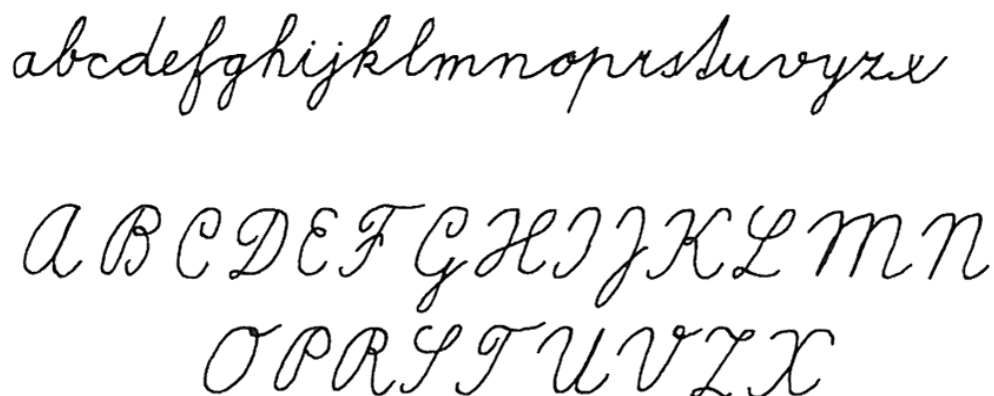 abcdefghijklmnoprstuvyzx
A B C D E F G H I J K L M N
O P R S T U V Z X